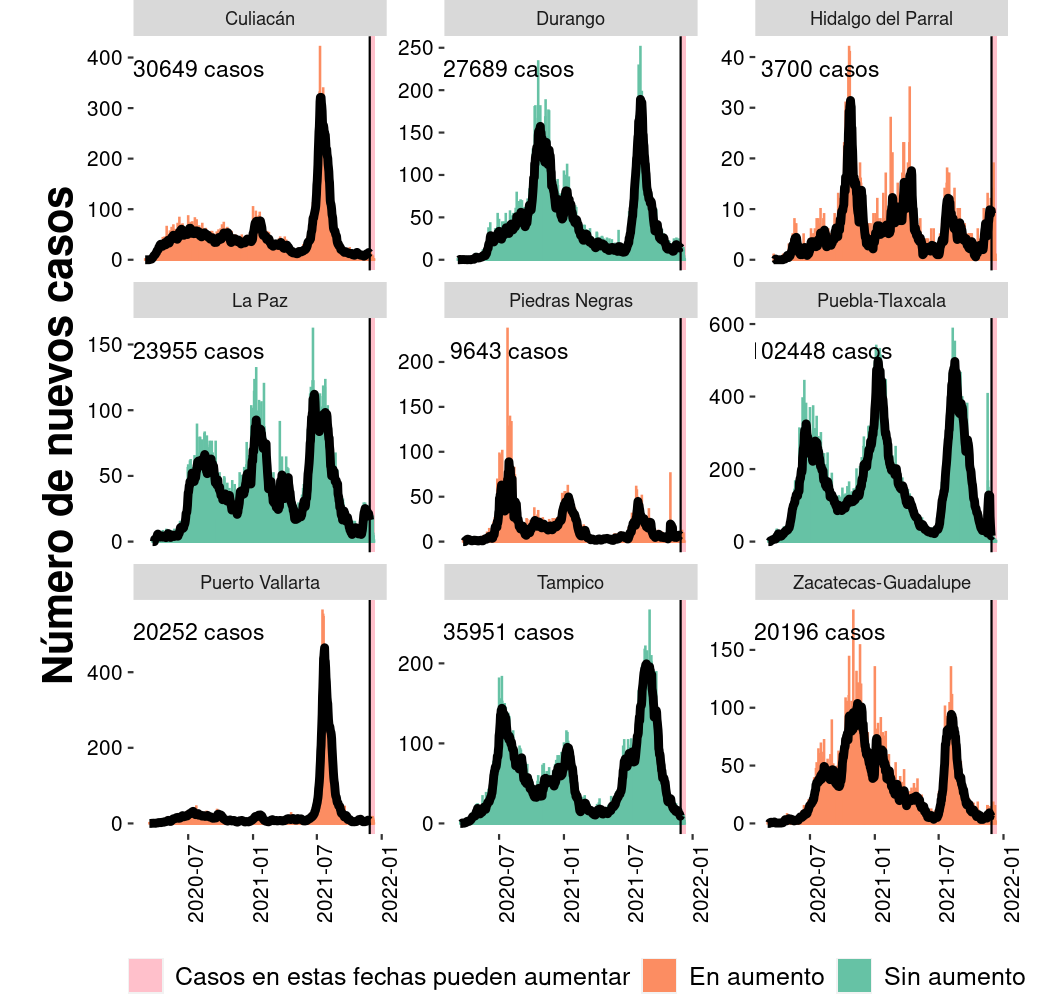 Número de nuevos casos
Culiacán
400
300
200
100
0
30649 casos
Durango
250
200
150
100
50
0
27689 casos
Hidalgo del Parral
40
30
20
10
0
3700 casos
La Paz
150
100
50
0
23955 casos
Piedras Negras
200
150
100
50
0
9643 casos
Puebla-Tlaxcala
600
400
200
0
102448 casos
Puerto Vallarta
400
200
0
20252 casos
2020-07
2021-01
2021-07
2022-01
Tampico
200
100
0
35951 casos
2020-07
2021-01
2021-07
2022-01
Zacatecas-Guadalupe
150
100
50
0
20196 casos
2020-07
2021-01
2021-07
2022-01
Casos en estas fechas pueden aumentar
En aumento
Sin aumento